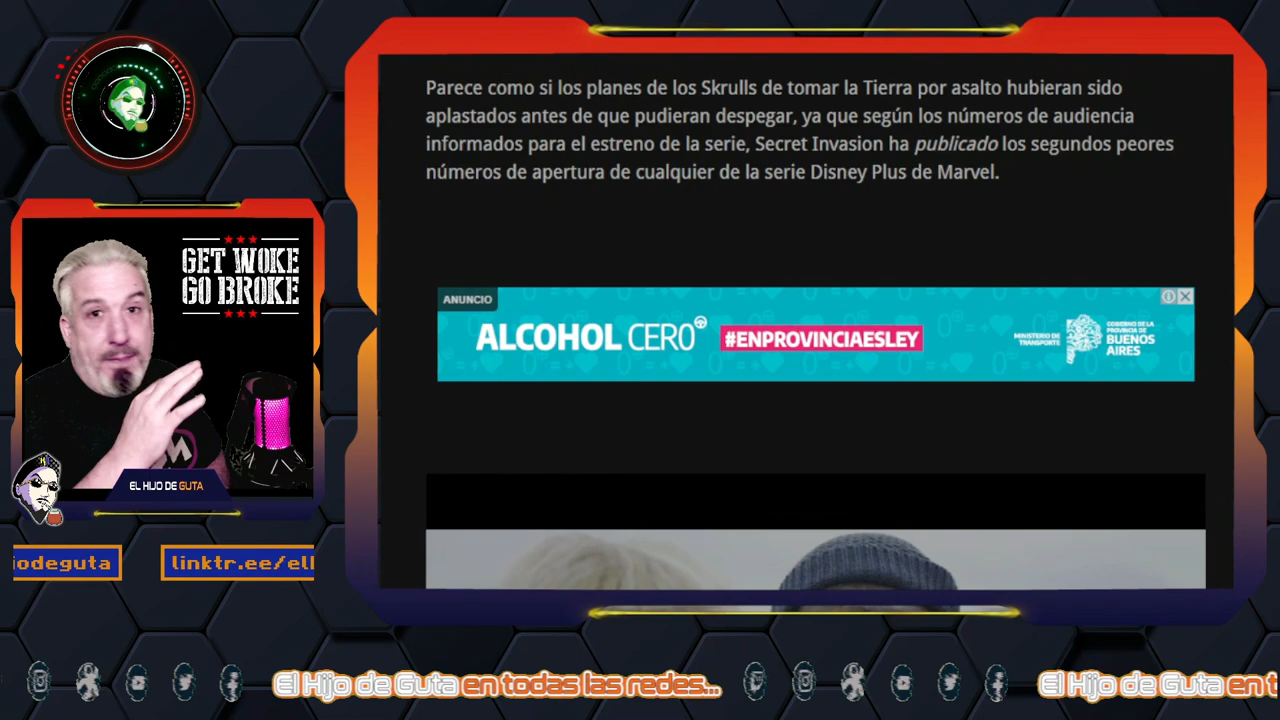 Parece como si los planes de los Skrulls de tomar la Tierra por asalto hubieran sido
aplastados antes de que pudieran despegar, ya que según los números de audiencia
informados para el estreno de la serie, Secret Invasion ha publicado los segundos peores
números de apertura de cualquier de la serie Disney Plus de Marvel.
GET WOKE
GO BROKE
ANUNCIO
ALCOHOL CERO
#ENPROVINCIAESLEY
MINISTERIO DE
TRANSPORTE
GOBIERNO DE LA
PROVINCIA DE
BUENOS
AIRES
EL HIJO DE GUTA
iodeguta
linktr.ee/ell
El Hijo de Guta en todas las redes...
El Hijo de Guta en t